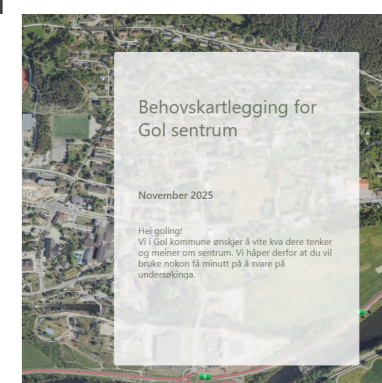 Behovskartlegging for
Gol sentrum
November 2025
Hei goling!
Vi i Gol kommune ønskjer å vite kva dere tenker
og meiner om sentrum. Vi håper derfor at du vil
bruke nokon få minutt på å svare på
undersøkinga.